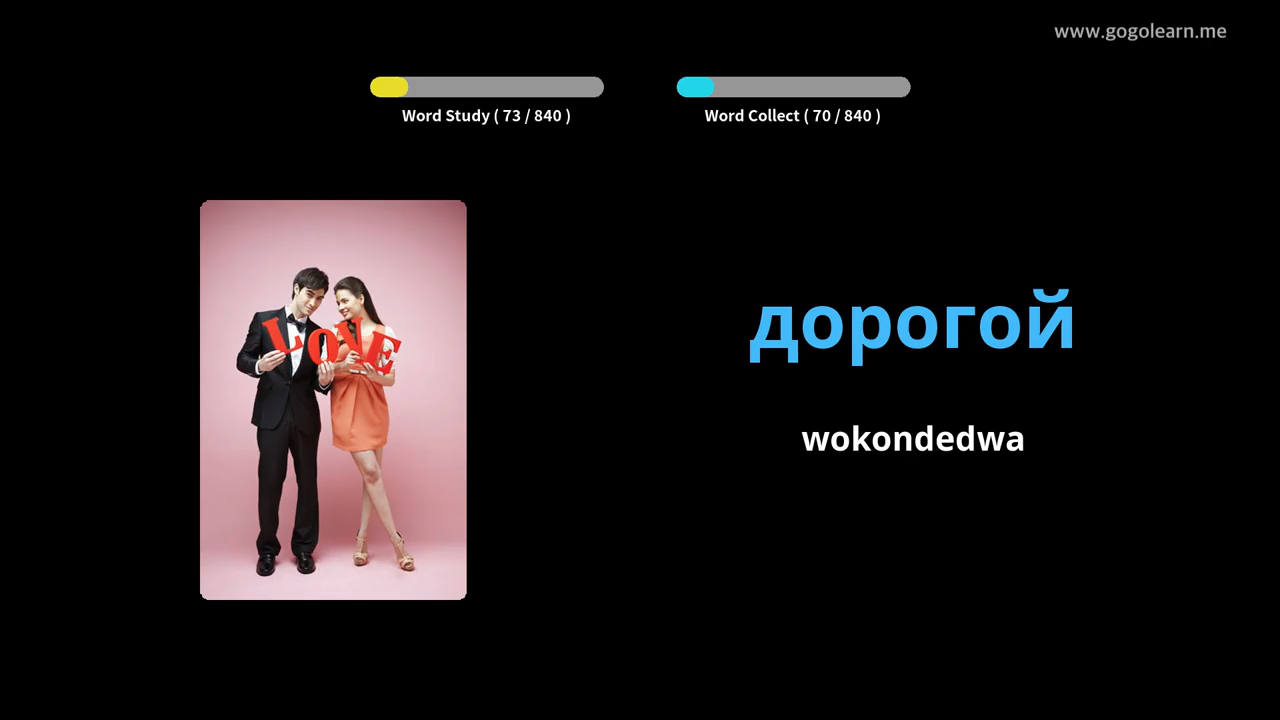 www.gogolearn.me
Word Study ( 73 / 840 )
Word Collect ( 70 / 840 )
LOVE
дорогой
wokondedwa